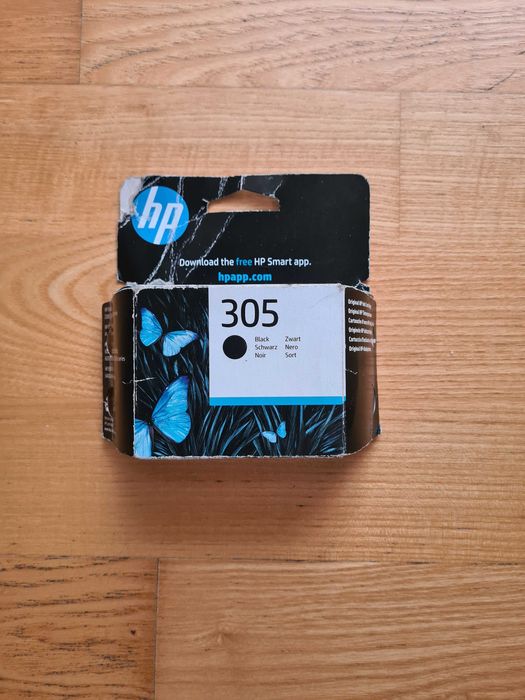 hp
Download the free HP Smart app.
hpapp.com
305
Black Zwart
Schwarz Nero
Noir Sort